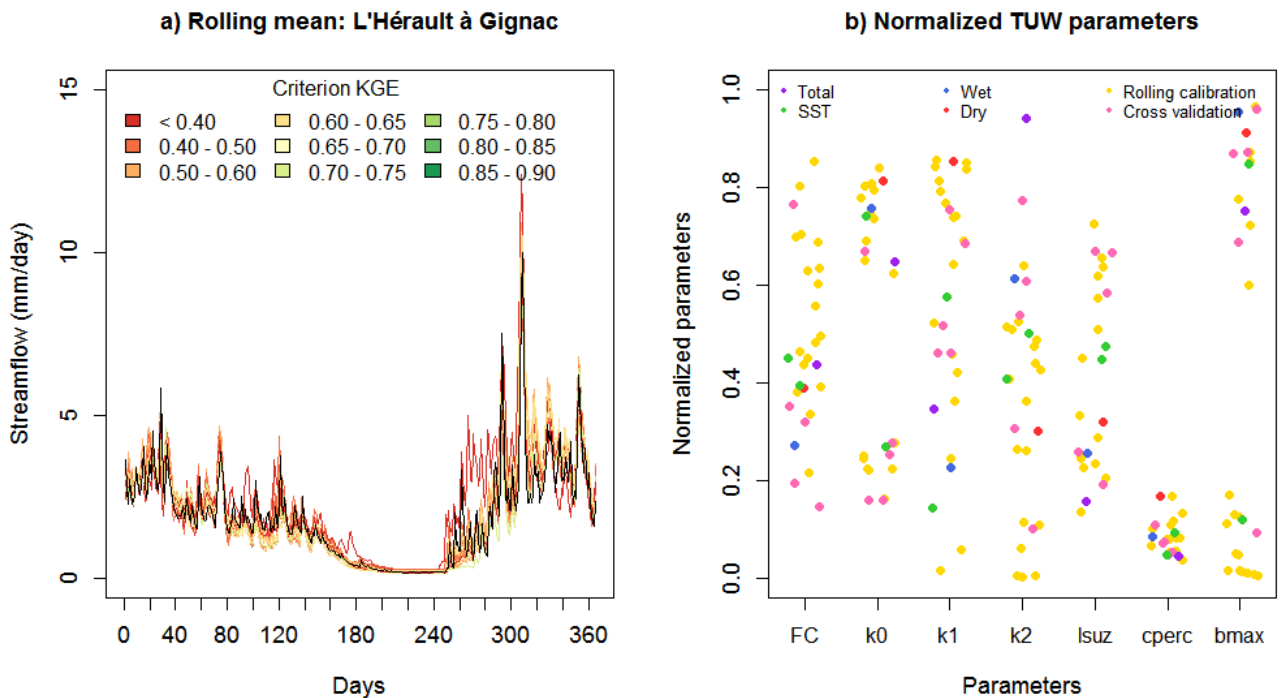 a) Rolling mean: L'Hérault à Gignac
Criterion KGE
< 0.40 0.60 - 0.65 0.75 - 0.80
0.40 - 0.50 0.65 - 0.70 0.80 - 0.85
0.50 - 0.60 0.70 - 0.75 0.85 - 0.90
Streamflow (mm/day)
15
10
5
0
0 40 80 120 180 240 300 360
Days
b) Normalized TUW parameters
Total Wet Rolling calibration
SST Dry Cross validation
Normalized parameters
1.0
0.8
0.6
0.4
0.2
0.0
FC k0 k1 k2 lsuz cperc bmax
Parameters